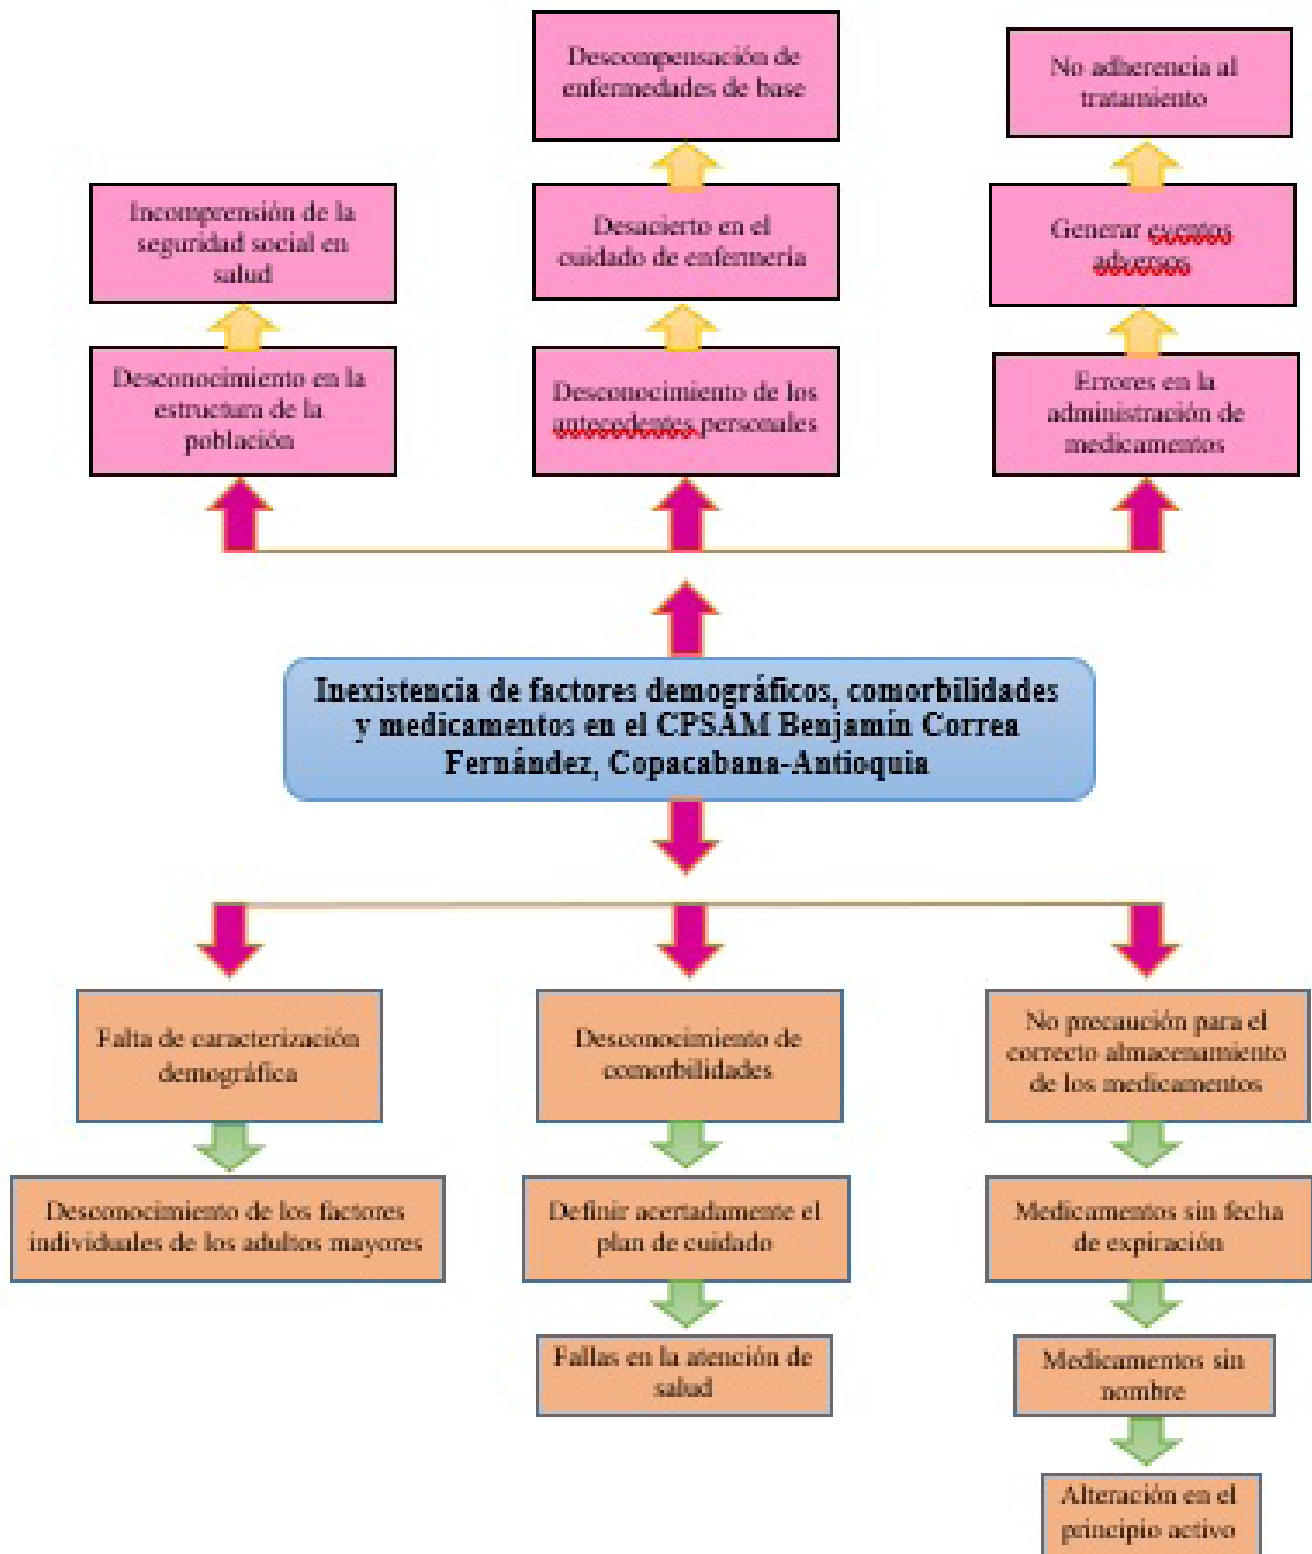 Descompensación de
enfermedades de base
No adherencia al
tratamiento
Incomprensión de la
seguridad social en
salud
Desacierto en el
cuidado de enfermería
Generar eventos
adversos
Desconocimiento en la
estructura de la
población
Desconocimiento de los
antecedentes personales
Errores en la
administración de
medicamentos
Inexistencia de factores demográficos, comorbilidades
y medicamentos en el CPSAM Benjamín Correa
Fernández, Copacabana-Antioquia
Falta de caracterización
demográfica
Desconocimiento de
comorbilidades
No precaución para el
correcto almacenamiento
de los medicamentos
Desconocimiento de los factores
individuales de los adultos mayores
Definir acertadamente el
plan de cuidado
Medicamentos sin fecha
de expiración
Fallas en la atención de
salud
Medicamentos sin
nombre
Alteración en el
principio activo